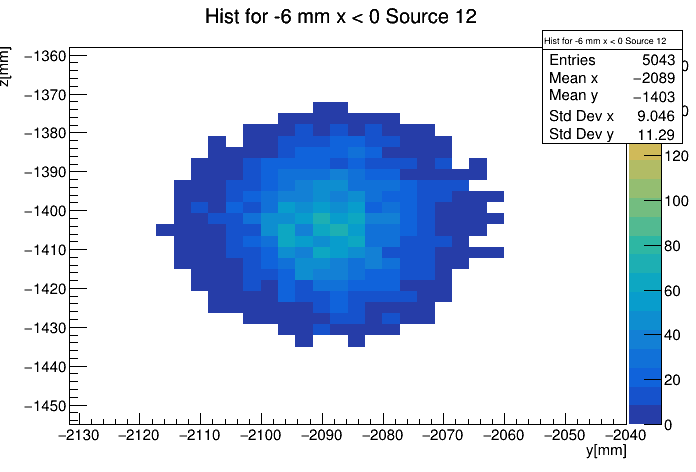 Hist for -6 mm x < 0 Source 12
Hist for -6 mm x < 0 Source 12
Entries 5043
Mean x −2089
Mean y −1403
Std Dev x 9.046
Std Dev y 11.29
z[mm]
−1360
−1370
−1380
−1390
−1400
−1410
−1420
−1430
−1440
−1450
−2130 −2120 −2110 −2100 −2090 −2080 −2070 −2060 −2050 −2040
y[mm]
120
100
80
60
40
20
0